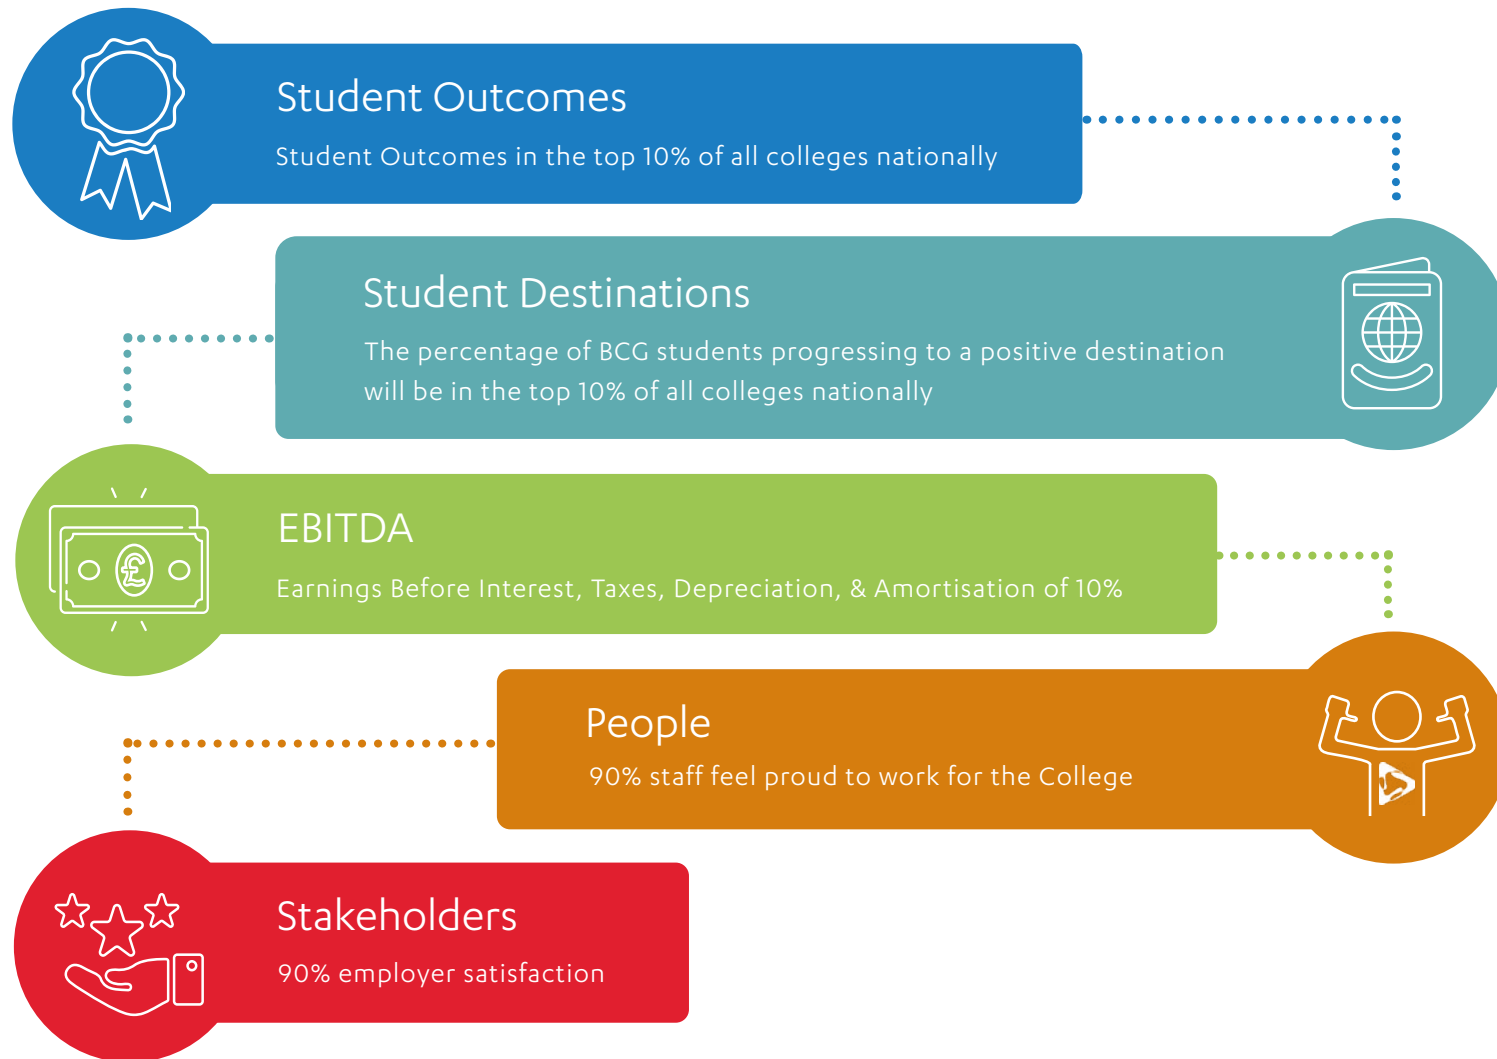 Student Outcomes
Student Outcomes in the top 10% of all colleges nationally
Student Destinations
The percentage of BCG students progressing to a positive destination
will be in the top 10% of all colleges nationally
£
EBITDA
Earnings Before Interest, Taxes, Depreciation, & Amortisation of 10%
People
90% staff feel proud to work for the College
Stakeholders
90% employer satisfaction